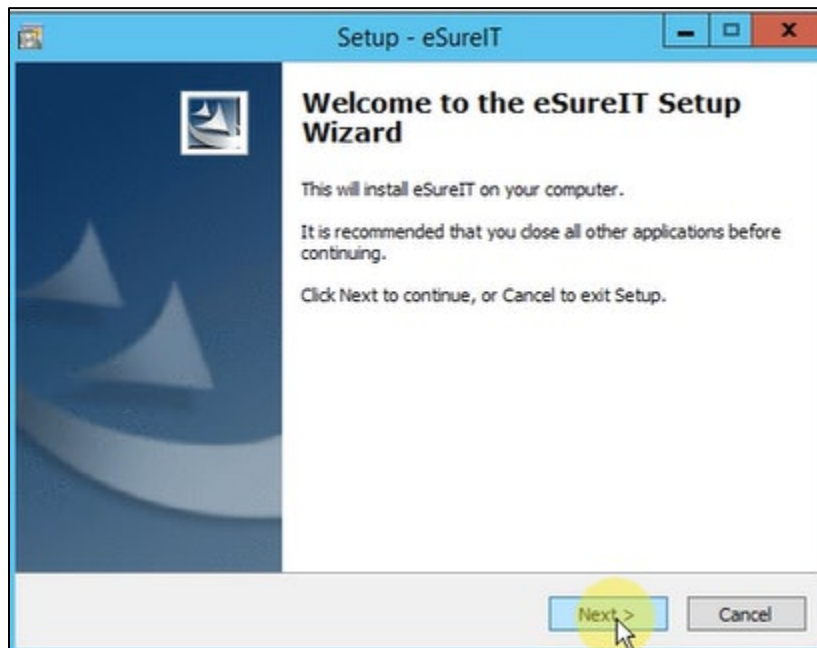 Setup - eSureIT
Welcome to the eSureIT Setup
Wizard
This will install eSureIT on your computer.
It is recommended that you close all other applications before
continuing.
Click Next to continue, or Cancel to exit Setup.
Next >
Cancel